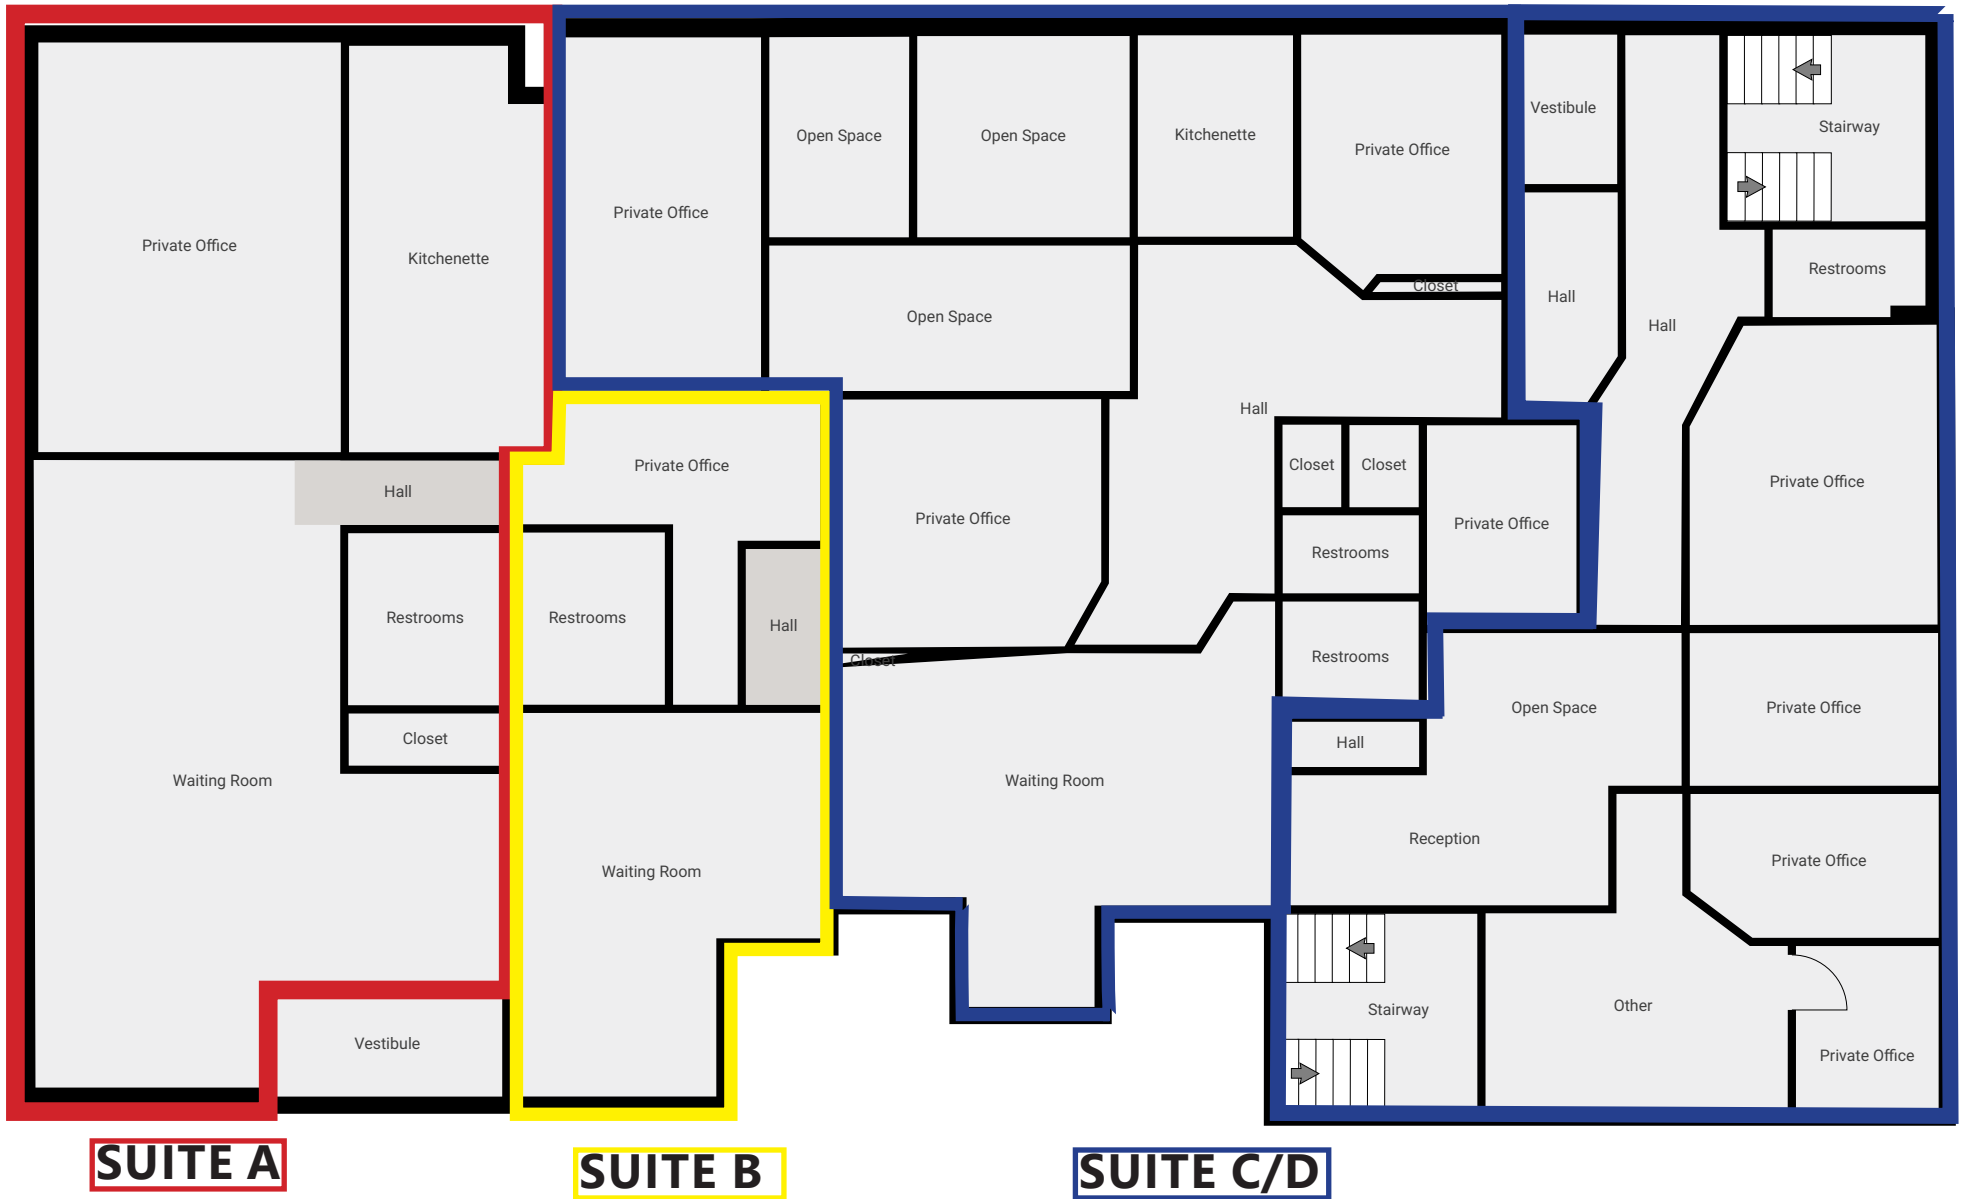 Vestibule
Stairway
Open Space
Open Space
Kitchenette
Private Office
Private Office
Private Office
Kitchenette
Restrooms
Closet
Hall
Open Space
Hall
Hall
Private Office
Closet
Closet
Private Office
Hall
Private Office
Private Office
Restrooms
Restrooms
Restrooms
Hall
Restrooms
Closet
Open Space
Private Office
Closet
Hall
Waiting Room
Waiting Room
Reception
Private Office
Waiting Room
Stairway
Other
Vestibule
Private Office
SUITE A
SUITE B
SUITE C/D